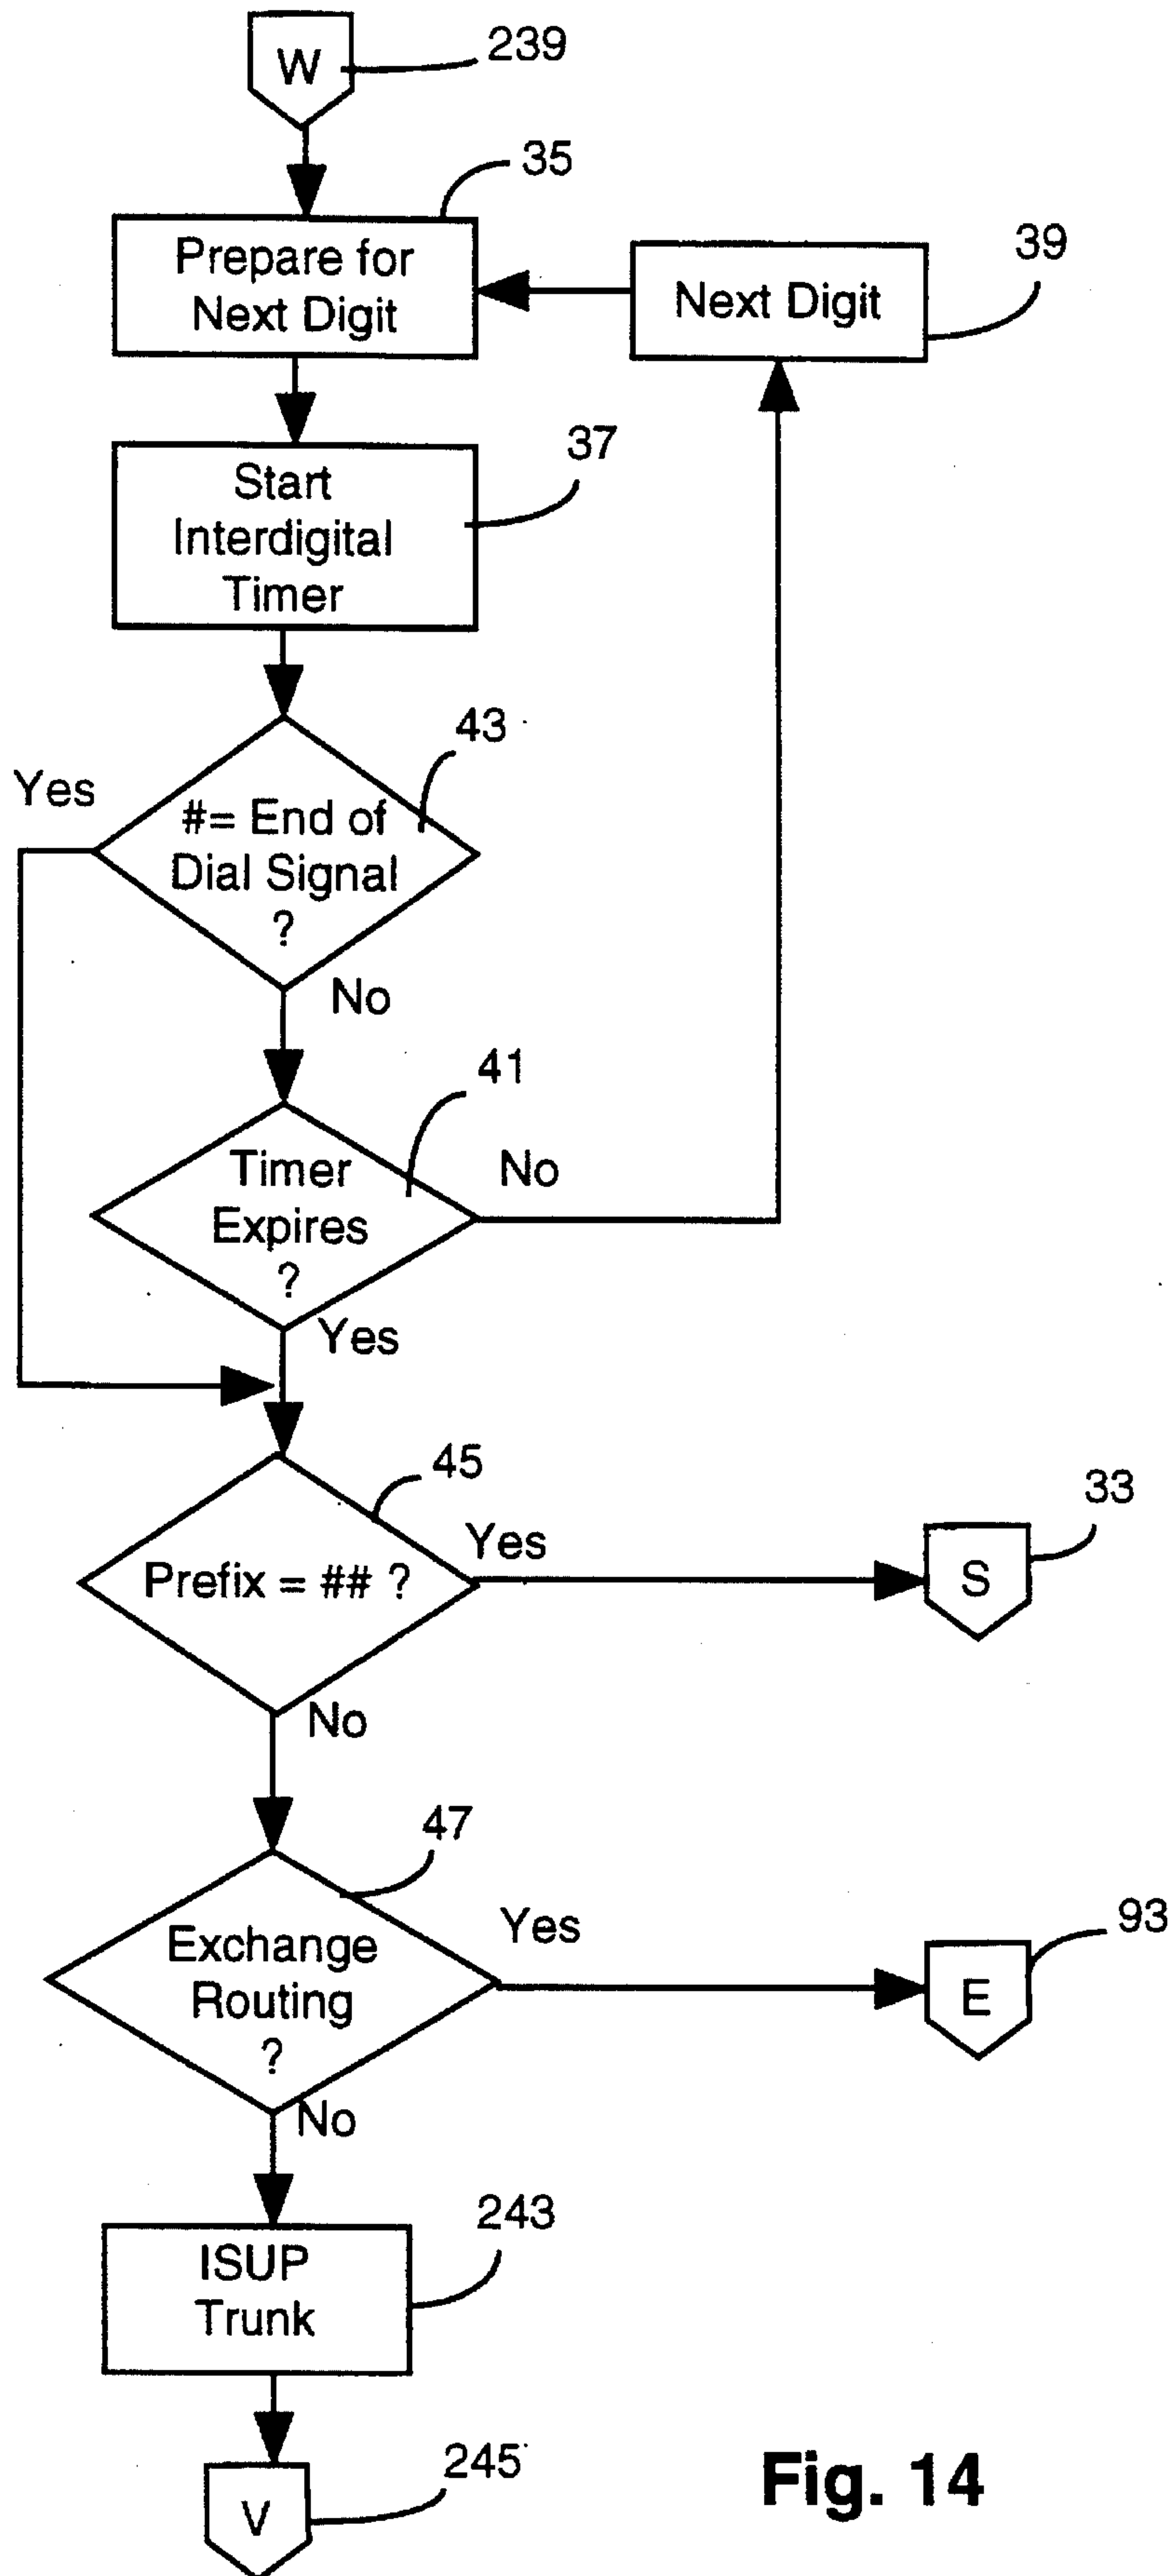 W
239
35
Prepare for
Next Digit
39
Next Digit
37
Start
Interdigital
Timer
43
Yes
#= End of
Dial Signal
?
No
41
Timer
Expires
?
No
Yes
45
Prefix = ## ?
Yes
33
S
No
47
Exchange
Routing
?
Yes
93
E
No
243
ISUP
Trunk
245
V
Fig. 14